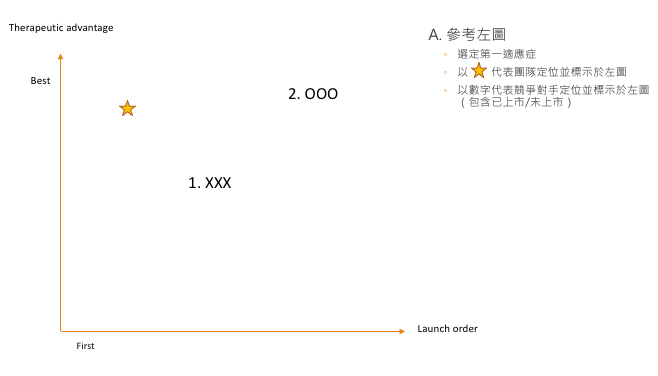 Therapeutic advantage
Best
2. OOO
1. XXX
Launch order
First
A. 參考左圖
選定第一適應症
以 代表團隊定位並標示於左圖
以數字代表競爭對手定位並標示於左圖
（包含已上市/未上市）